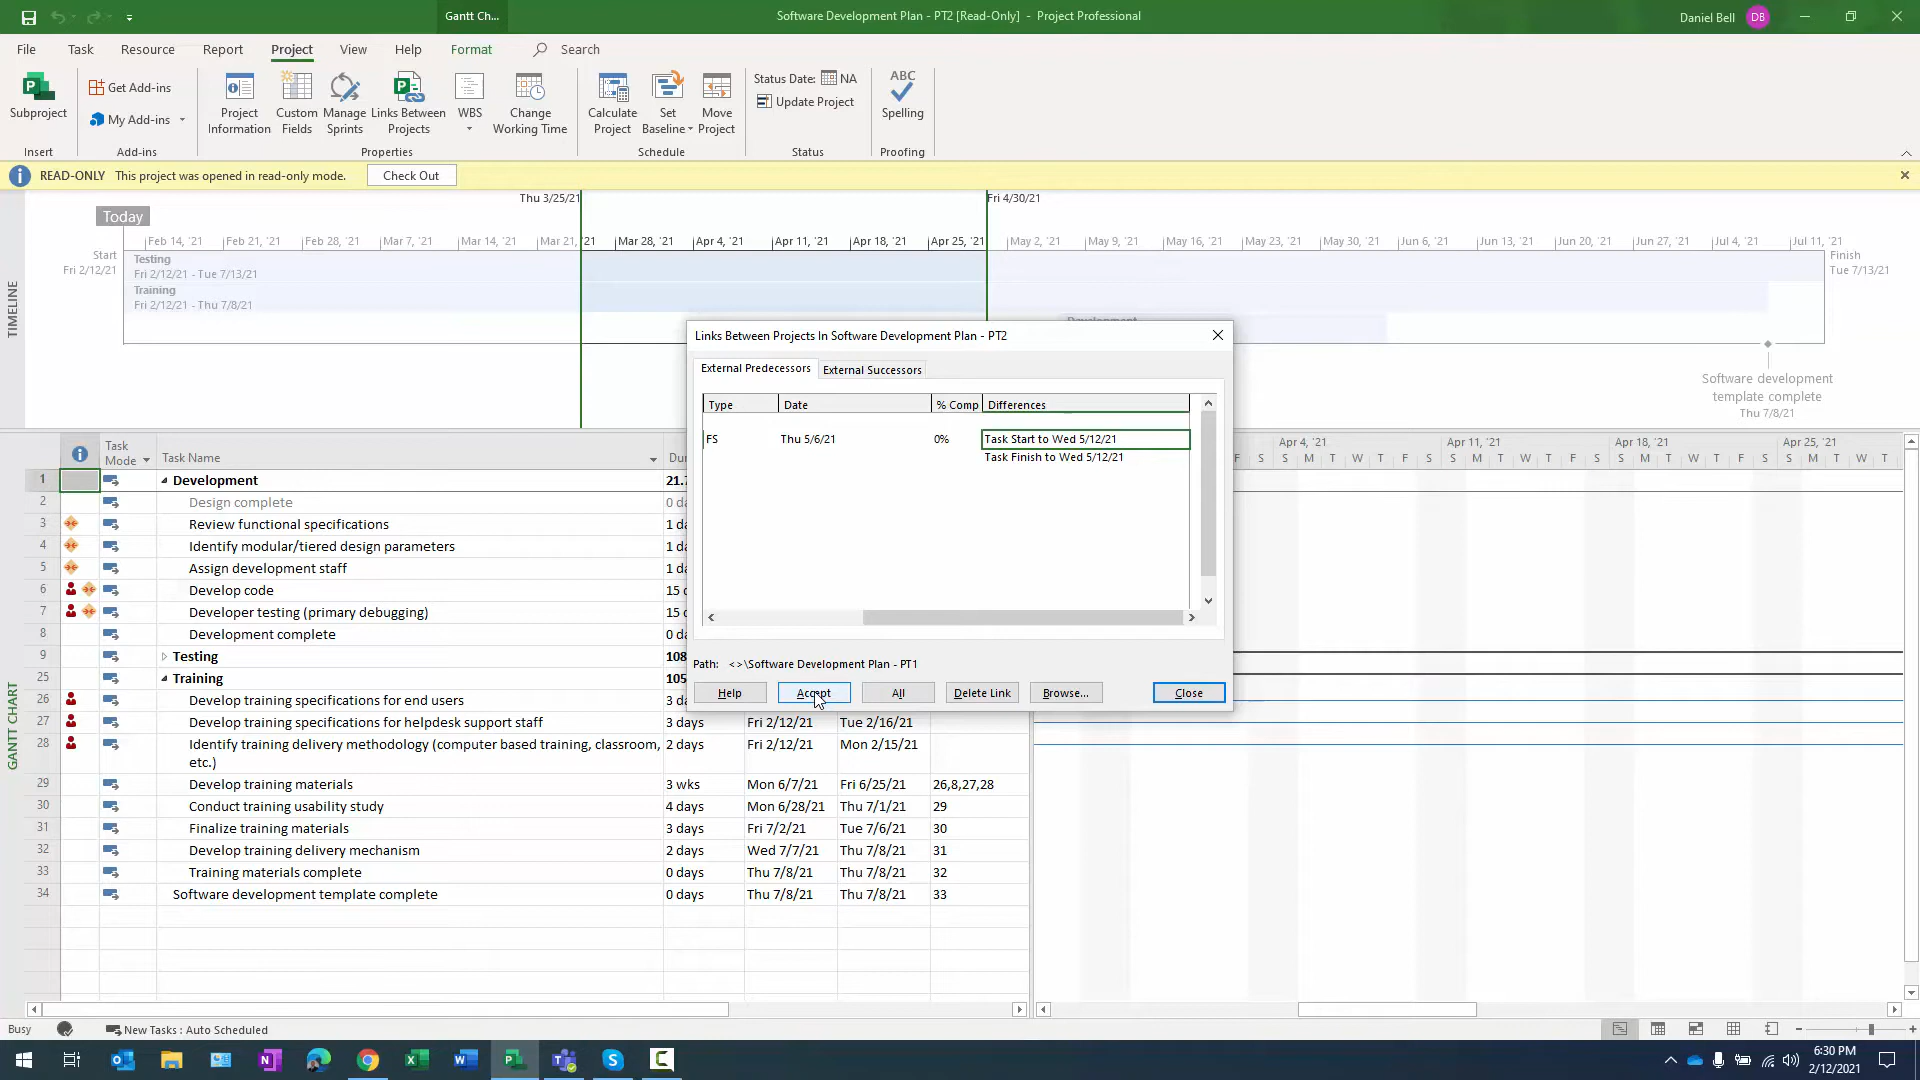 Gantt Ch...
Software Development Plan - PT2 [Read-Only] - Project Professional
Daniel Bell
DB
File
Task
Resource
Report
Project
View
Help
Format
Search
Subproject
Get Add-ins
My Add-ins
Project Information
Custom Fields
Manage Sprints
Links Between Projects
WBS
Change Working Time
Calculate Project
Set Baseline
Move Project
Status Date:
NA
Update Project
ABC
Spelling
Insert
Add-ins
Properties
Schedule
Status
Proofing
READ-ONLY This project was opened in read-only mode.
Check Out
Thu 3/25/21
Fri 4/30/21
Today
Feb 14, '21
Feb 21, '21
Feb 28, '21
Mar 7, '21
Mar 14, '21
Mar 21, '21
Mar 28, '21
Apr 4, '21
Apr 11, '21
Apr 18, '21
Apr 25, '21
May 2, '21
May 9, '21
May 16, '21
May 23, '21
May 30, '21
Jun 6, '21
Jun 13, '21
Jun 20, '21
Jun 27, '21
Jul 4, '21
Jul 11, '21
Start
Fri 2/12/21
Testing
Fri 2/12/21 - Tue 7/13/21
Training
Fri 2/12/21 - Thu 7/8/21
Finish
Tue 7/13/21
TIMELINE
Software development
template complete
Thu 7/8/21
Links Between Projects In Software Development Plan - PT2
External Predecessors
External Successors
Type Date % Comp Differences
FS Thu 5/6/21 0% Task Start to Wed 5/12/21
Task Finish to Wed 5/12/21
Path: <>\Software Development Plan - PT1
Help
Accept
All
Delete Link
Browse...
Close
Task Mode
Task Name
Apr 4, '21
Apr 11, '21
Apr 18, '21
Apr 25, '21
F S S M T W T F S S M T W T F S S M T W T F S S M T W T
1 Development 21.7
2 Design complete 0 da
3 Review functional specifications 1 da
4 Identify modular/tiered design parameters 1 da
5 Assign development staff 1 da
6 Develop code 15 d
7 Developer testing (primary debugging) 15 d
8 Development complete 0 da
9 Testing 108
25 Training 105
26 Develop training specifications for end users 3 d
27 Develop training specifications for helpdesk support staff 3 days Fri 2/12/21 Tue 2/16/21
28 Identify training delivery methodology (computer based training, classroom, etc.) 2 days Fri 2/12/21 Mon 2/15/21
29 Develop training materials 3 wks Mon 6/7/21 Fri 6/25/21 26,8,27,28
30 Conduct training usability study 4 days Mon 6/28/21 Thu 7/1/21 29
31 Finalize training materials 3 days Fri 7/2/21 Tue 7/6/21 30
32 Develop training delivery mechanism 2 days Wed 7/7/21 Thu 7/8/21 31
33 Training materials complete 0 days Thu 7/8/21 Thu 7/8/21 32
34 Software development template complete 0 days Thu 7/8/21 Thu 7/8/21 33
GANTT CHART
Busy
New Tasks : Auto Scheduled
6:30 PM
2/12/2021